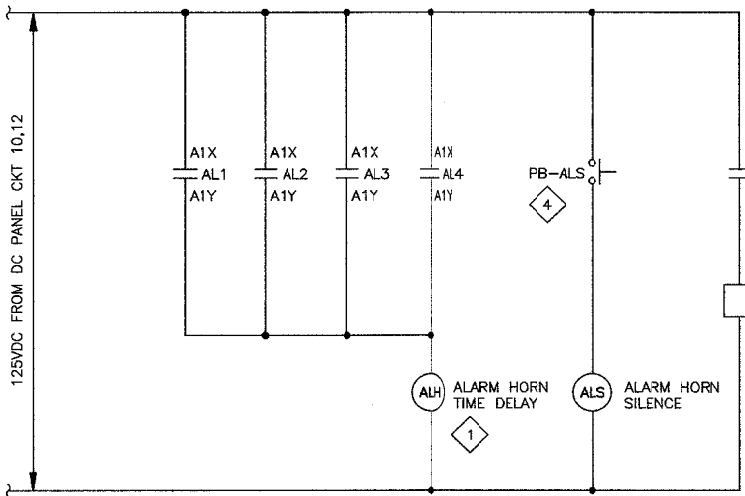 125VDC FROM DC PANEL CKT 10,12
A1X A1X A1X A1X
AL1 AL2 AL3 AL4
A1Y A1Y A1Y A1Y
PB-ALS
4
ALH
ALARM HORN
TIME DELAY
1
ALS
ALARM HORN
SILENCE